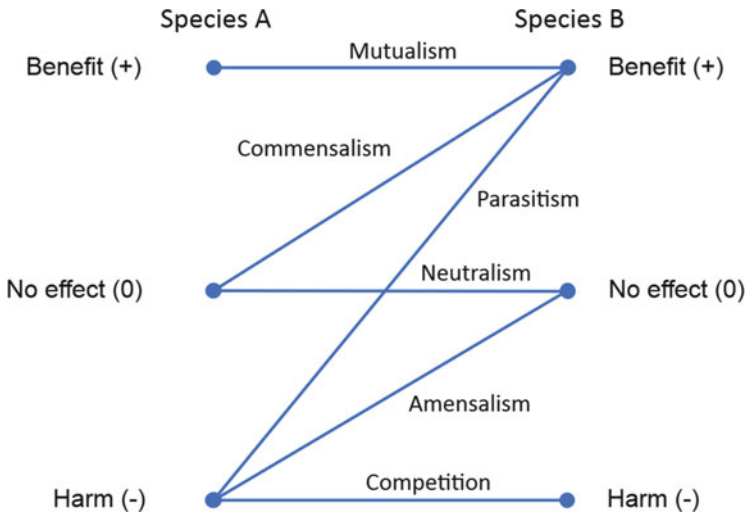 Species A
Species B
Benefit (+)
Mutualism
Benefit (+)
Commensalism
Parasitism
No effect (0)
Neutralism
No effect (0)
Amensalism
Harm (-)
Competition
Harm (-)